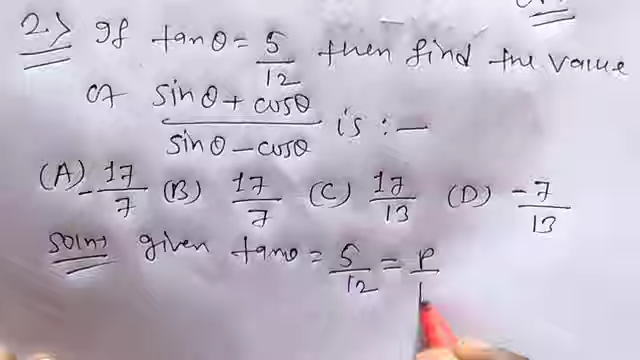 2.> If tanθ = 5/12 then find the value
of sinθ + cosθ / sinθ - cosθ is :—
(A) -17/7 (B) 17/7 (C) 17/13 (D) -7/13
Soln, given tanθ = 5/12 = P/